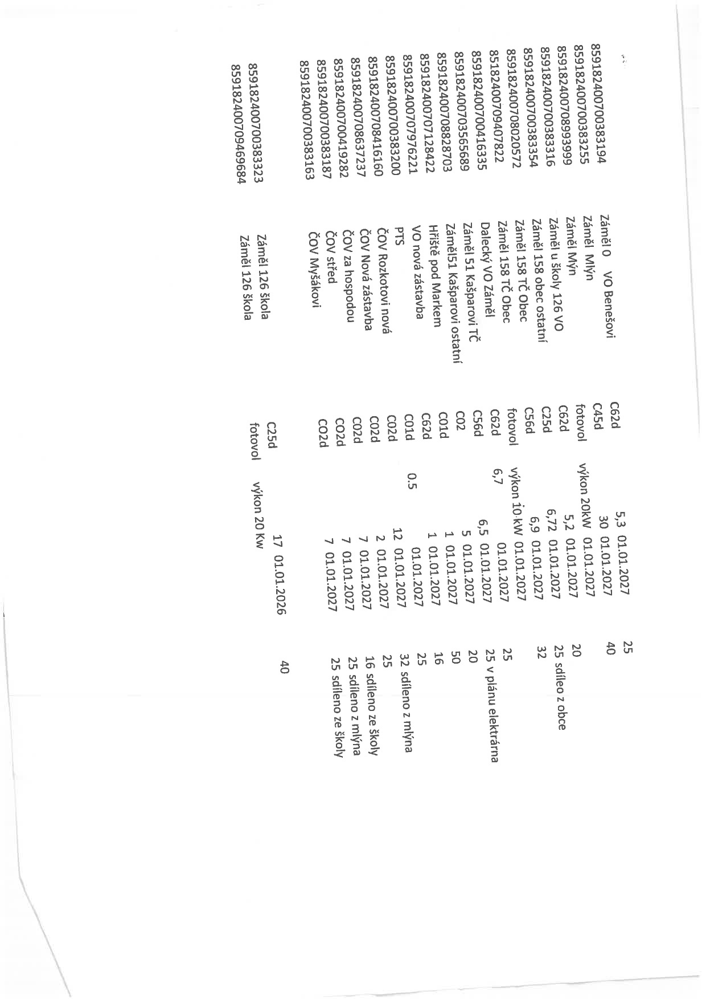 859182400700383194 Záměl 0 VO Benešovi C62d 5,3 01.01.2027 25
859182400700383255 Záměl Mlýn C45d 30 01.01.2027 40
859182400708993999 Záměl Mýn fotovol výkon 20kW 01.01.2027
859182400700383316 Záměl u školy 126 VO C62d 5,2 01.01.2027 20
859182400700383354 Záměl 158 obec ostatní C25d 6,72 01.01.2027 25 sdíleo z obce
859182400708020572 Záměl 158 TČ Obec C56d 6,9 01.01.2027 32
85182400709407822 Záměl 158 TČ Obec fotovol výkon 10 kW 01.01.2027
859182400700416335 Dalecký VO Záměl C62d 6,7 01.01.2027 25
859182400703565689 Záměl 51 Kašparovi TČ C56d 6,5 01.01.2027 25 v plánu elektrárna
859182400708828703 Záměl51 Kašparovi ostatní C02 5 01.01.2027 20
859182400707128422 Hřiště pod Markem C01d 1 01.01.2027 50
859182400707976221 VO nová zástavba C62d 1 01.01.2027 16
859182400700383200 PTS C01d 0.5 01.01.2027 25
859182400708416160 ČOV Rozkotovi nová C02d 12 01.01.2027 32 sdíleno z mlýna
859182400708637237 ČOV Nová zástavba C02d 2 01.01.2027 25
859182400700419282 ČOV za hospodou C02d 7 01.01.2027 16 sdíleno ze školy
859182400700383187 ČOV střed CO2d 7 01.01.2027 25 sdíleno z mlýna
859182400700383163 ČOV Myšákovi CO2d 7 01.01.2027 25 sdíleno ze školy
859182400700383323 Záměl 126 škola C25d 17 01.01.2026 40
859182400709469684 Záměl 126 škola fotovol výkon 20 Kw